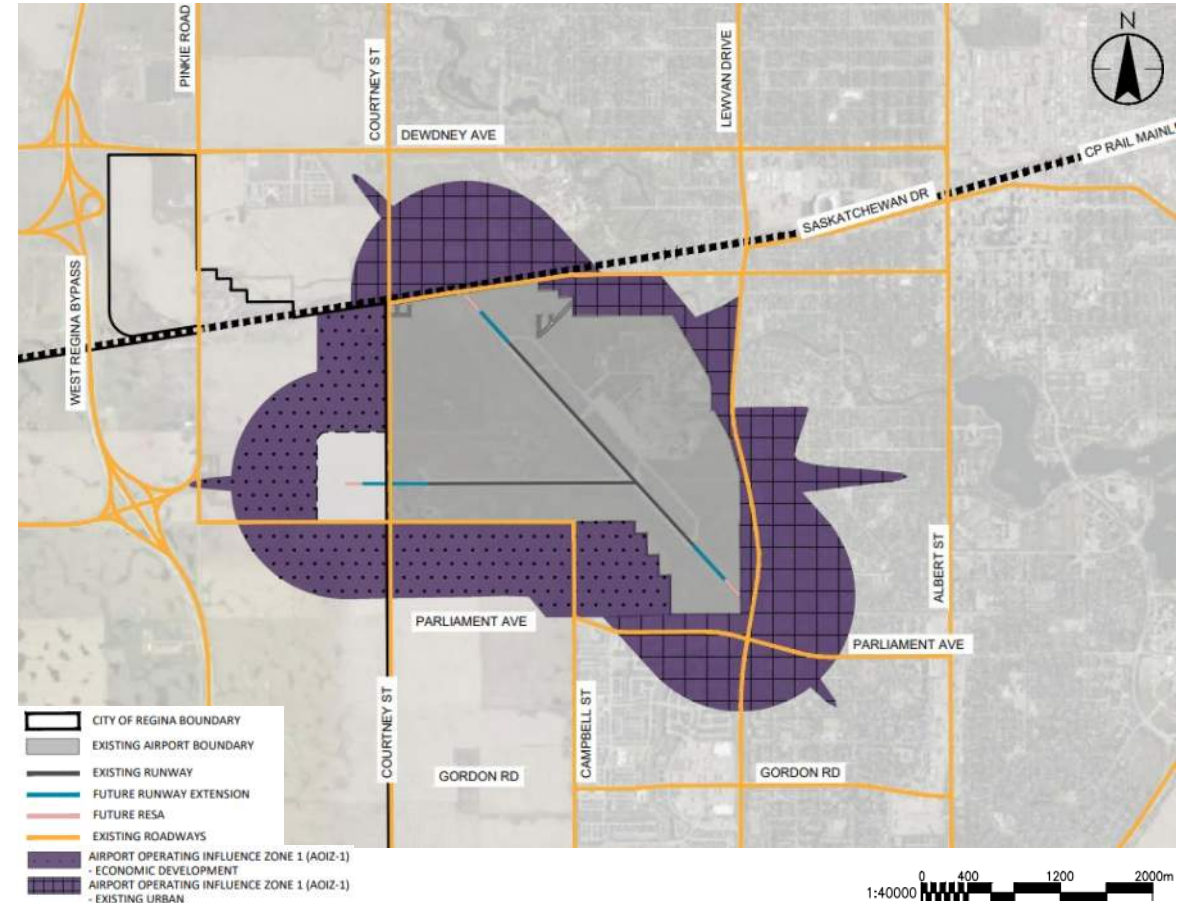 N
PINKIE ROAD
COURTNEY ST
LEWVAN DRIVE
DEWDNEY AVE
CP RAIL MAINL
SASKATCHEWAN DR
WEST REGINA BYPASS
ALBERT ST
PARLIAMENT AVE
PARLIAMENT AVE
COURTNEY ST
CAMPBELL ST
GORDON RD
GORDON RD
CITY OF REGINA BOUNDARY
EXISTING AIRPORT BOUNDARY
EXISTING RUNWAY
FUTURE RUNWAY EXTENSION
FUTURE RESA
EXISTING ROADWAYS
AIRPORT OPERATING INFLUENCE ZONE 1 (AOIZ-1)
- ECONOMIC DEVELOPMENT
AIRPORT OPERATING INFLUENCE ZONE 1 (AOIZ-1)
- EXISTING URBAN
0 400 1200 2000m
1:40000